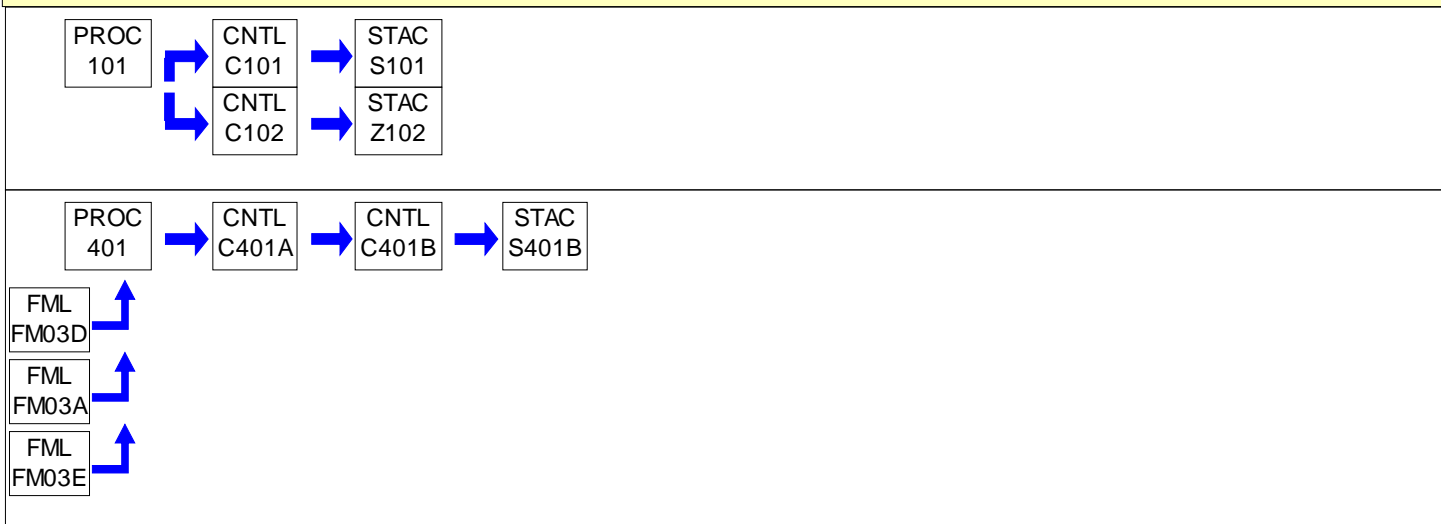 PROC
101
CNTL
C101
STAC
S101
CNTL
C102
STAC
Z102
PROC
401
CNTL
C401A
CNTL
C401B
STAC
S401B
FML
FM03D
FML
FM03A
FML
FM03E